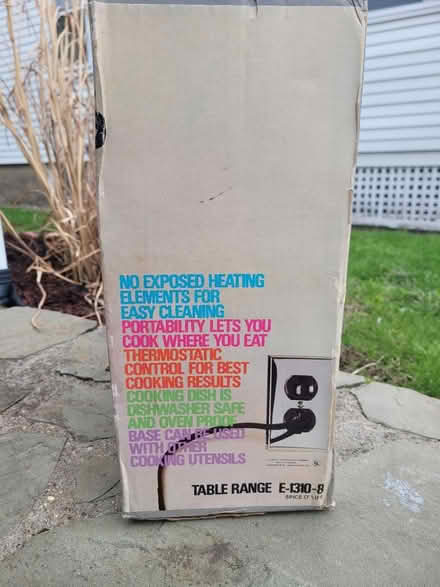 NO EXPOSED HEATING
ELEMENTS FOR
EASY CLEANING
PORTABILITY LETS YOU
COOK WHERE YOU EAT
THERMOSTATIC
CONTROL FOR BEST
COOKING RESULTS
COOKING DISH IS
DISHWASHER SAFE
AND OVEN PROOF
BASE CAN BE USED
WITH OTHER
COOKING UTENSILS
TABLE RANGE E-1310-8